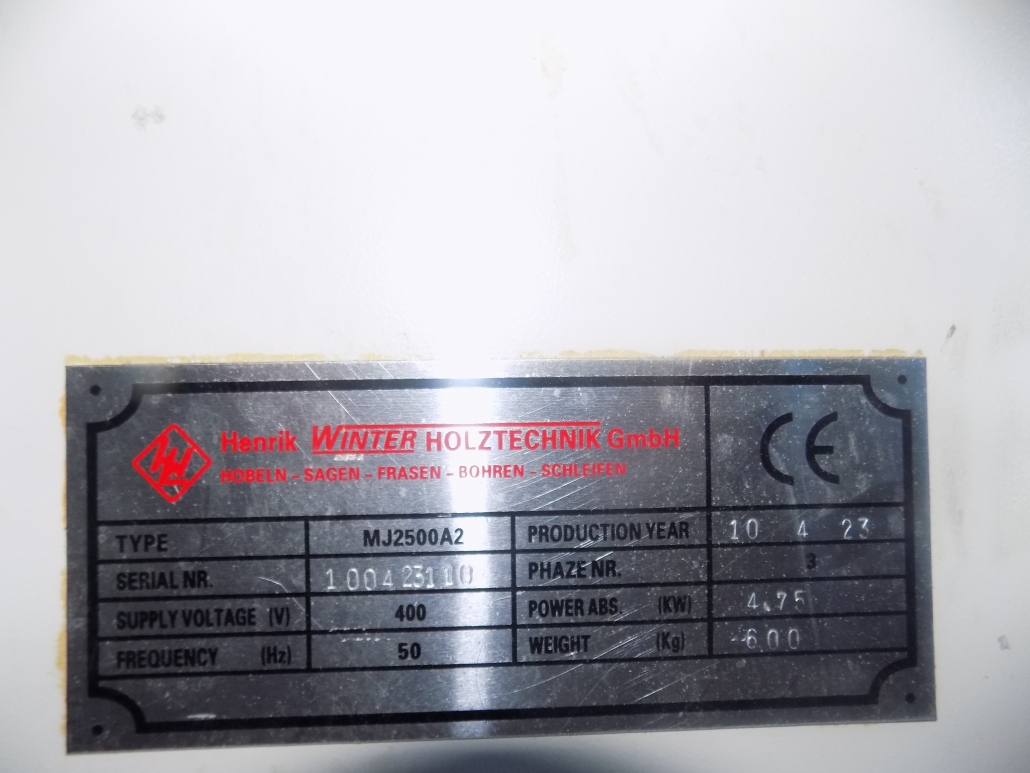 Henrik WINTER HOLZTECHNIK GmbH
HOBELN - SAGEN - FRASEN - BOHREN - SCHLEIFEN
CE
TYPE MJ2500A2 PRODUCTION YEAR 10 4 23
SERIAL NR. 100423110 PHAZE NR. 3
SUPPLY VOLTAGE (V) 400 POWER ABS. (KW) 4.75
FREQUENCY (Hz) 50 WEIGHT (Kg) 600